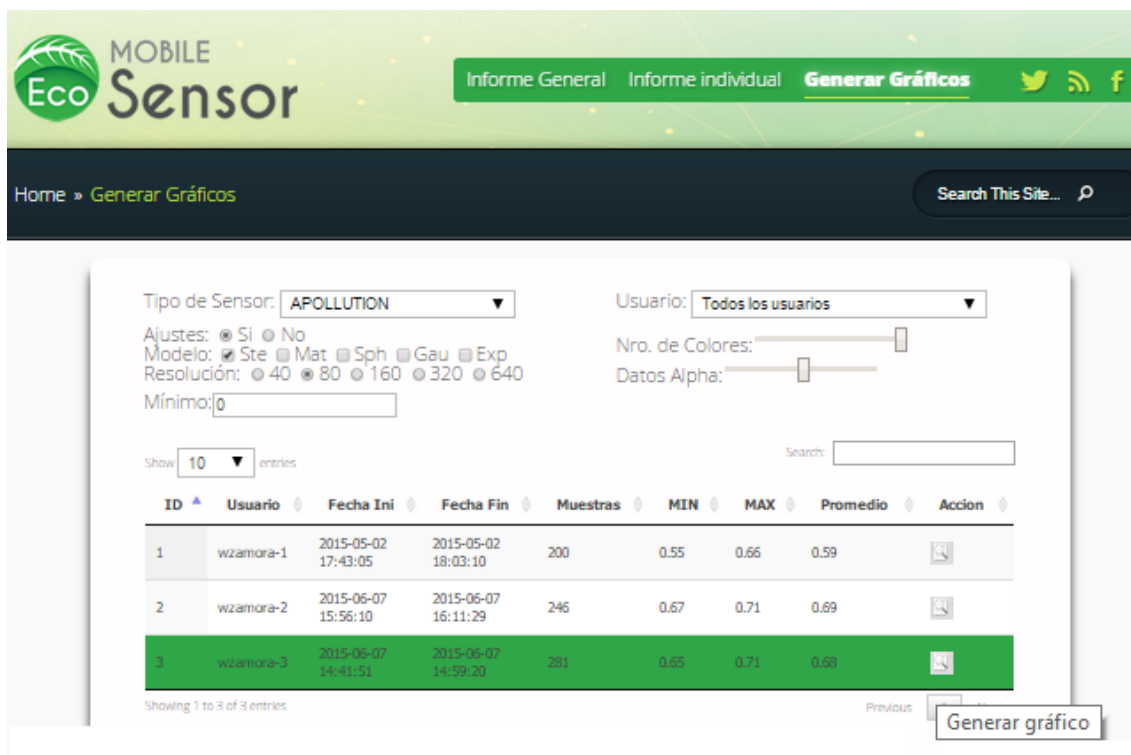 MOBILE
Eco Sensor
Informe General Informe individual Generar Gráficos
Home » Generar Gráficos
Search This Site...
Tipo de Sensor: APOLLUTION
Usuario: Todos los usuarios
Ajustes: Si No
Modelo: Ste Mat Sph Gau Exp
Nro. de Colores:
Resolución: 40 80 160 320 640
Datos Alpha:
Mínimo: 0
Show 10 entries
Search:
ID Usuario Fecha Ini Fecha Fin Muestras MIN MAX Promedio Accion
1 wzamora-1 2015-05-02 17:43:05 2015-05-02 18:03:10 200 0.55 0.66 0.59
2 wzamora-2 2015-06-07 15:56:10 2015-06-07 16:11:29 246 0.67 0.71 0.69
3 wzamora-3 2015-06-07 14:41:51 2015-06-07 14:59:20 281 0.65 0.71 0.68
Showing 1 to 3 of 3 entries
Previous
Generar gráfico